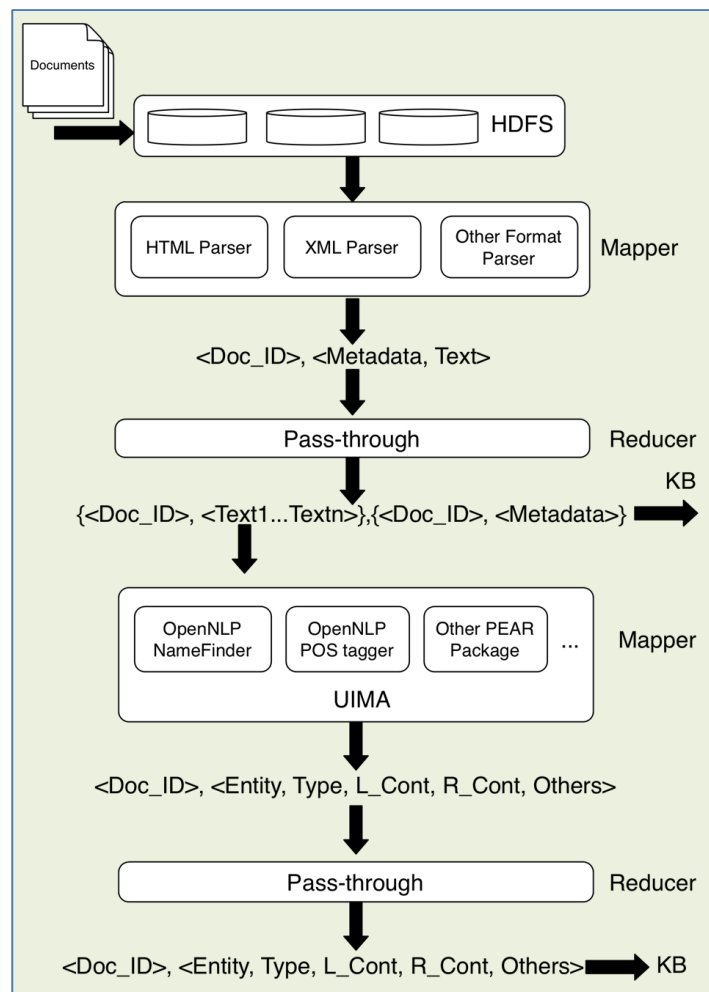 Documents
HDFS
HTML Parser
XML Parser
Other Format
Parser
Mapper
<Doc_ID>, <Metadada, Text>
Pass-through
Reducer
KB
{<Doc_ID>, <Text1...Textn>},{<Doc_ID>, <Metadata>}
OpenNLP
NameFinder
OpenNLP
POS tagger
Other PEAR
Package
...
Mapper
UIMA
<Doc_ID>, <Entity, Type, L_Cont, R_Cont, Others>
Pass-through
Reducer
<Doc_ID>, <Entity, Type, L_Cont, R_Cont, Others>
KB